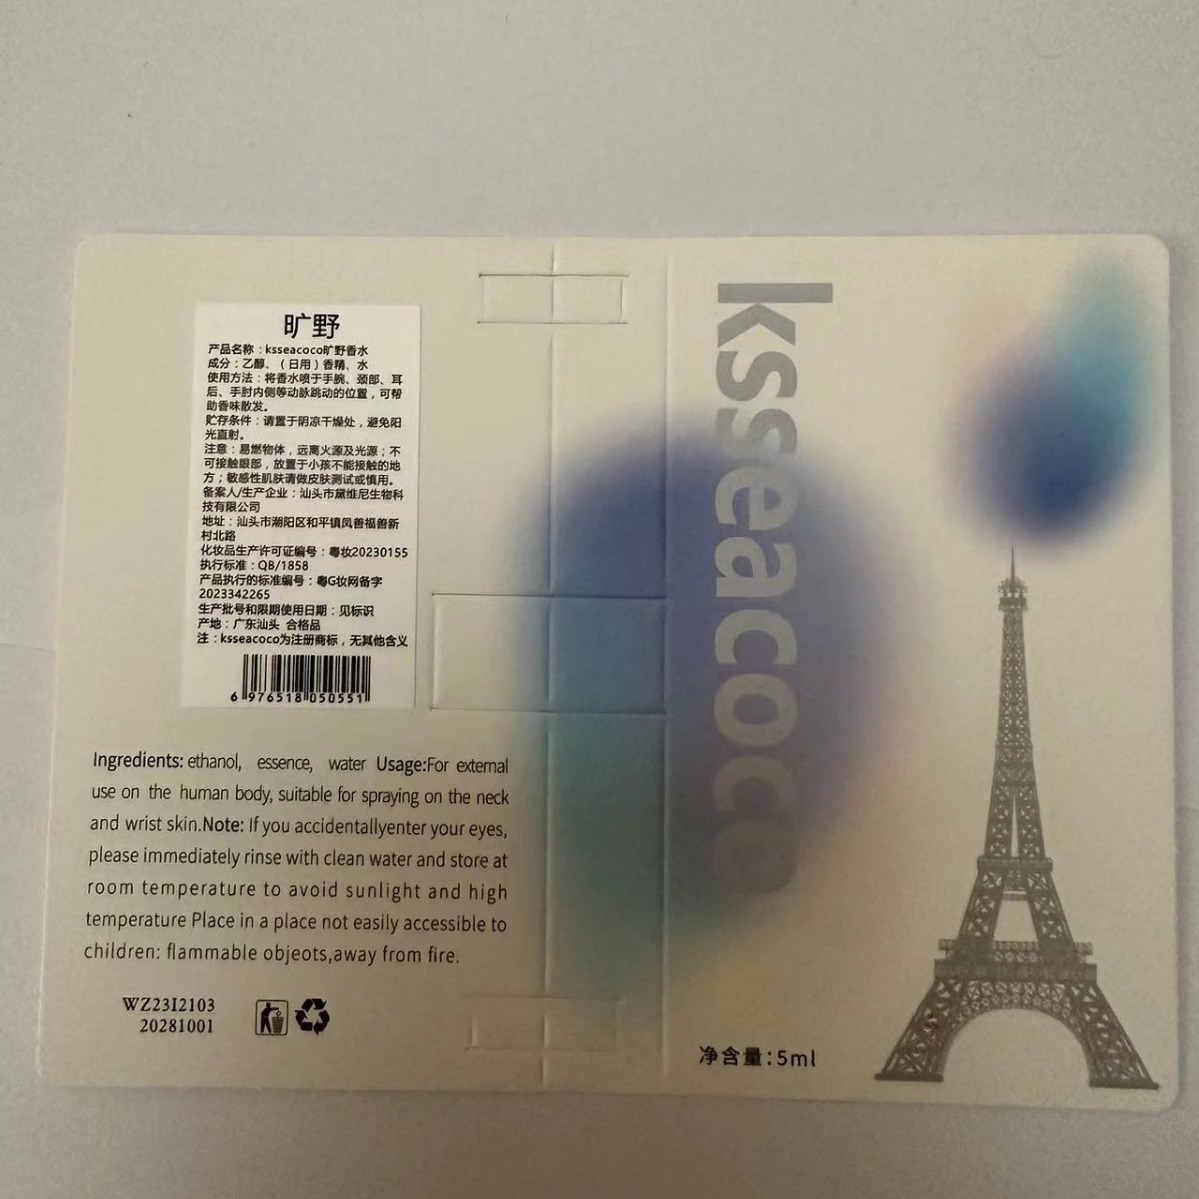 旷野
产品名称：ksseacoco旷野香水
成分：乙醇、（日用）香精、水
使用方法：将香水喷于手腕、颈部、耳
后、手肘内侧等动脉跳动的位置，可帮
助香味散发。
贮存条件：请置于阴凉干燥处，避免阳
光直射。
注意：易燃物体，远离火源及光源；不
可接触眼部，放置于小孩不能接触的地
方；敏感性肌肤请做皮肤测试或慎用。
备案人/生产企业：汕头市黛维尼生物科
技有限公司
地址：汕头市潮阳区和平镇凤善福善新
村北路
化妆品生产许可证编号：粤妆20230155
执行标准：QB/1858
产品执行的标准编号：粤G妆网备字
2023342265
生产批号和限期使用日期：见标识
产地：广东汕头 合格品
注：ksseacoco为注册商标，无其他含义
6 976518 050551
Ingredients: ethanol, essence, water Usage:For external
use on the human body, suitable for spraying on the neck
and wrist skin.Note: If you accidentallyenter your eyes,
please immediately rinse with clean water and store at
room temperature to avoid sunlight and high
temperature Place in a place not easily accessible to
children: flammable objeots,away from fire.
WZ23I2103
20281001
ksseacoco
净含量:5ml